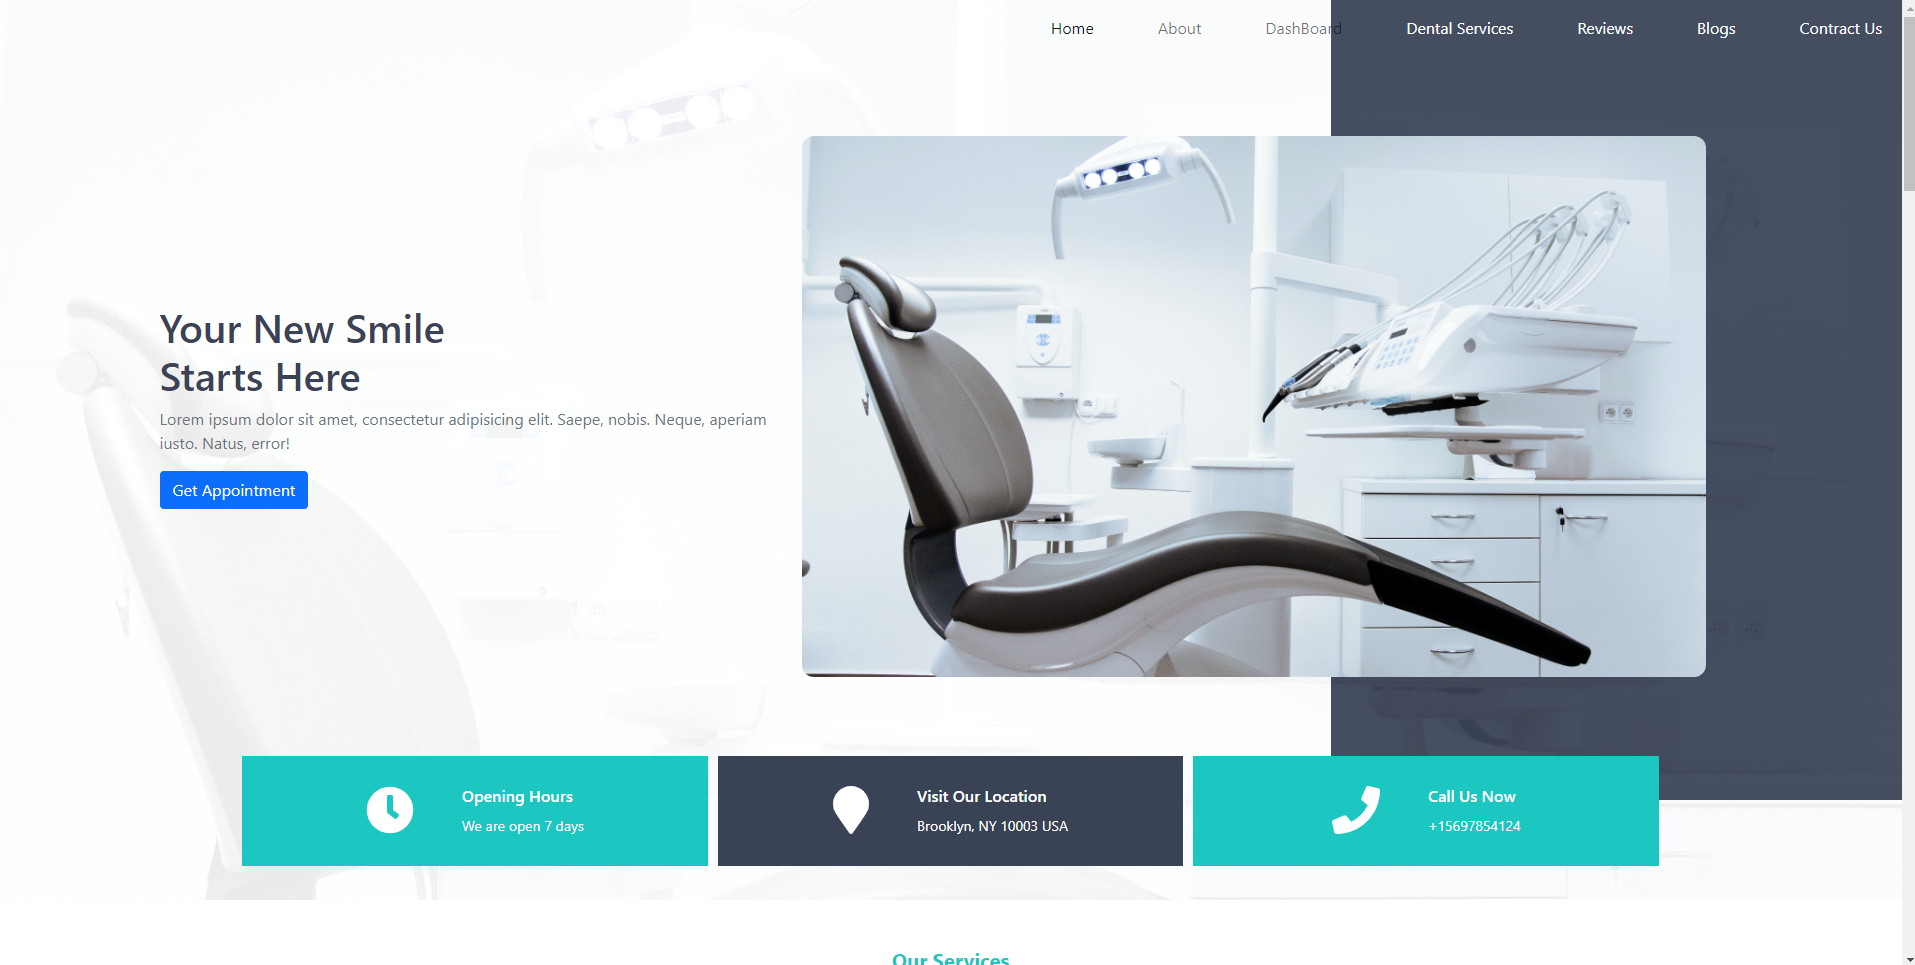 Home About DashBoard Dental Services Reviews Blogs Contract Us
Your New Smile
Starts Here
Lorem ipsum dolor sit amet, consectetur adipisicing elit. Saepe, nobis. Neque, aperiam
iusto. Natus, error!
Get Appointment
Opening Hours
We are open 7 days
Visit Our Location
Brooklyn, NY 10003 USA
Call Us Now
+15697854124
Our Services